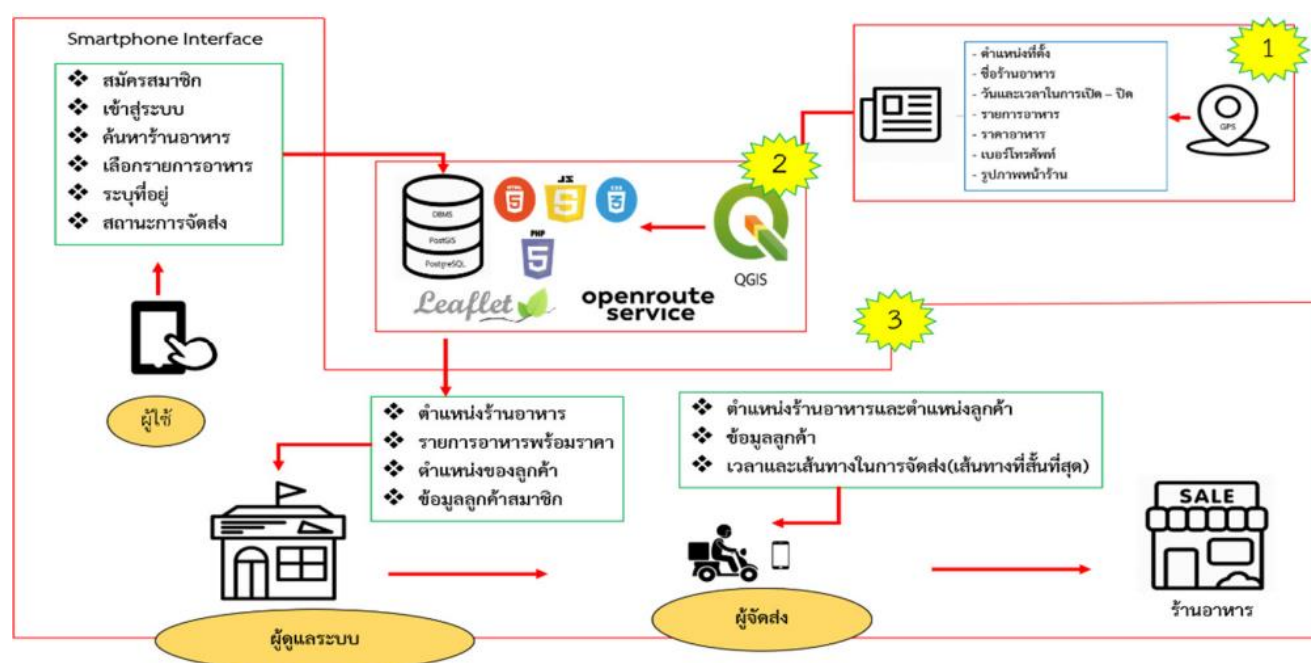 Smartphone Interface
❖ สมัครสมาชิก
❖ เข้าสู่ระบบ
❖ ค้นหาร้านอาหาร
❖ เลือกรายการอาหาร
❖ ระบุที่อยู่
❖ สถานะการจัดส่ง
ผู้ใช้
1
- ตำแหน่งที่ตั้ง
- ชื่อร้านอาหาร
- วันและเวลาในการเปิด – ปิด
- รายการอาหาร
- ราคาอาหาร
- เบอร์โทรศัพท์
- รูปภาพหน้าร้าน
GPS
2
DBMS
PostGIS
PostgreSQL
HTML
5
JS
5
CSS
3
PHP
5
QGIS
Leaflet
openroute
service
3
❖ ตำแหน่งร้านอาหาร
❖ รายการอาหารพร้อมราคา
❖ ตำแหน่งของลูกค้า
❖ ข้อมูลลูกค้าสมาชิก
❖ ตำแหน่งร้านอาหารและตำแหน่งลูกค้า
❖ ข้อมูลลูกค้า
❖ เวลาและเส้นทางในการจัดส่ง(เส้นทางที่สั้นที่สุด)
ผู้ดูแลระบบ
ผู้จัดส่ง
SALE
ร้านอาหาร